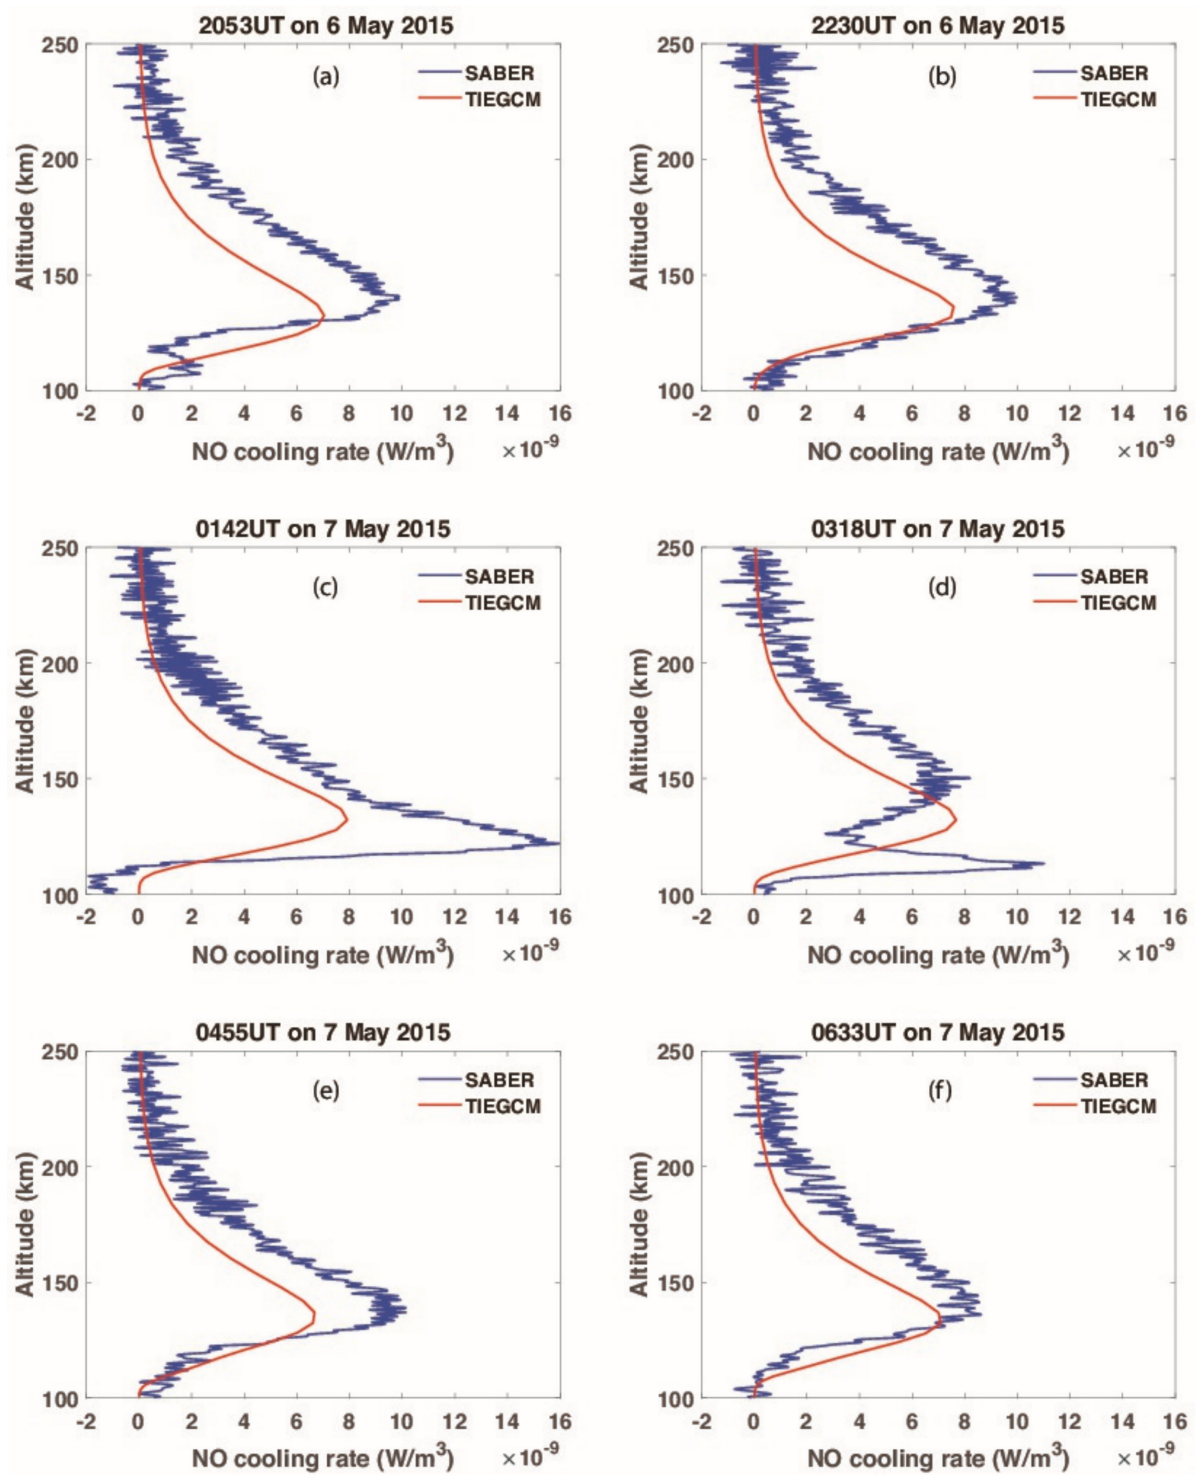 2053UT on 6 May 2015
250
200
150
100
Altitude (km)
(a)
SABER
TIEGCM
-2 0 2 4 6 8 10 12 14 16
NO cooling rate (W/m³) ×10⁻⁹
2230UT on 6 May 2015
250
200
150
100
Altitude (km)
(b)
SABER
TIEGCM
-2 0 2 4 6 8 10 12 14 16
NO cooling rate (W/m³) ×10⁻⁹
0142UT on 7 May 2015
250
200
150
100
Altitude (km)
(c)
SABER
TIEGCM
-2 0 2 4 6 8 10 12 14 16
NO cooling rate (W/m³) ×10⁻⁹
0318UT on 7 May 2015
250
200
150
100
Altitude (km)
(d)
SABER
TIEGCM
-2 0 2 4 6 8 10 12 14 16
NO cooling rate (W/m³) ×10⁻⁹
0455UT on 7 May 2015
250
200
150
100
Altitude (km)
(e)
SABER
TIEGCM
-2 0 2 4 6 8 10 12 14 16
NO cooling rate (W/m³) ×10⁻⁹
0633UT on 7 May 2015
250
200
150
100
Altitude (km)
(f)
SABER
TIEGCM
-2 0 2 4 6 8 10 12 14 16
NO cooling rate (W/m³) ×10⁻⁹